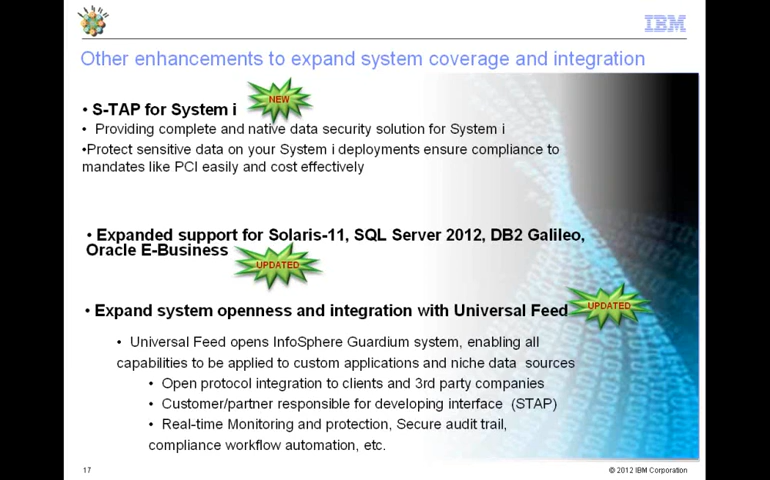 IBM
Other enhancements to expand system coverage and integration
• S-TAP for System i
NEW
• Providing complete and native data security solution for System i
•Protect sensitive data on your System i deployments ensure compliance to
mandates like PCI easily and cost effectively
• Expanded support for Solaris-11, SQL Server 2012, DB2 Galileo,
Oracle E-Business
UPDATED
• Expand system openness and integration with Universal Feed
UPDATED
• Universal Feed opens InfoSphere Guardium system, enabling all
capabilities to be applied to custom applications and niche data sources
• Open protocol integration to clients and 3rd party companies
• Customer/partner responsible for developing interface (STAP)
• Real-time Monitoring and protection, Secure audit trail,
compliance workflow automation, etc.
17
© 2012 IBM Corporation